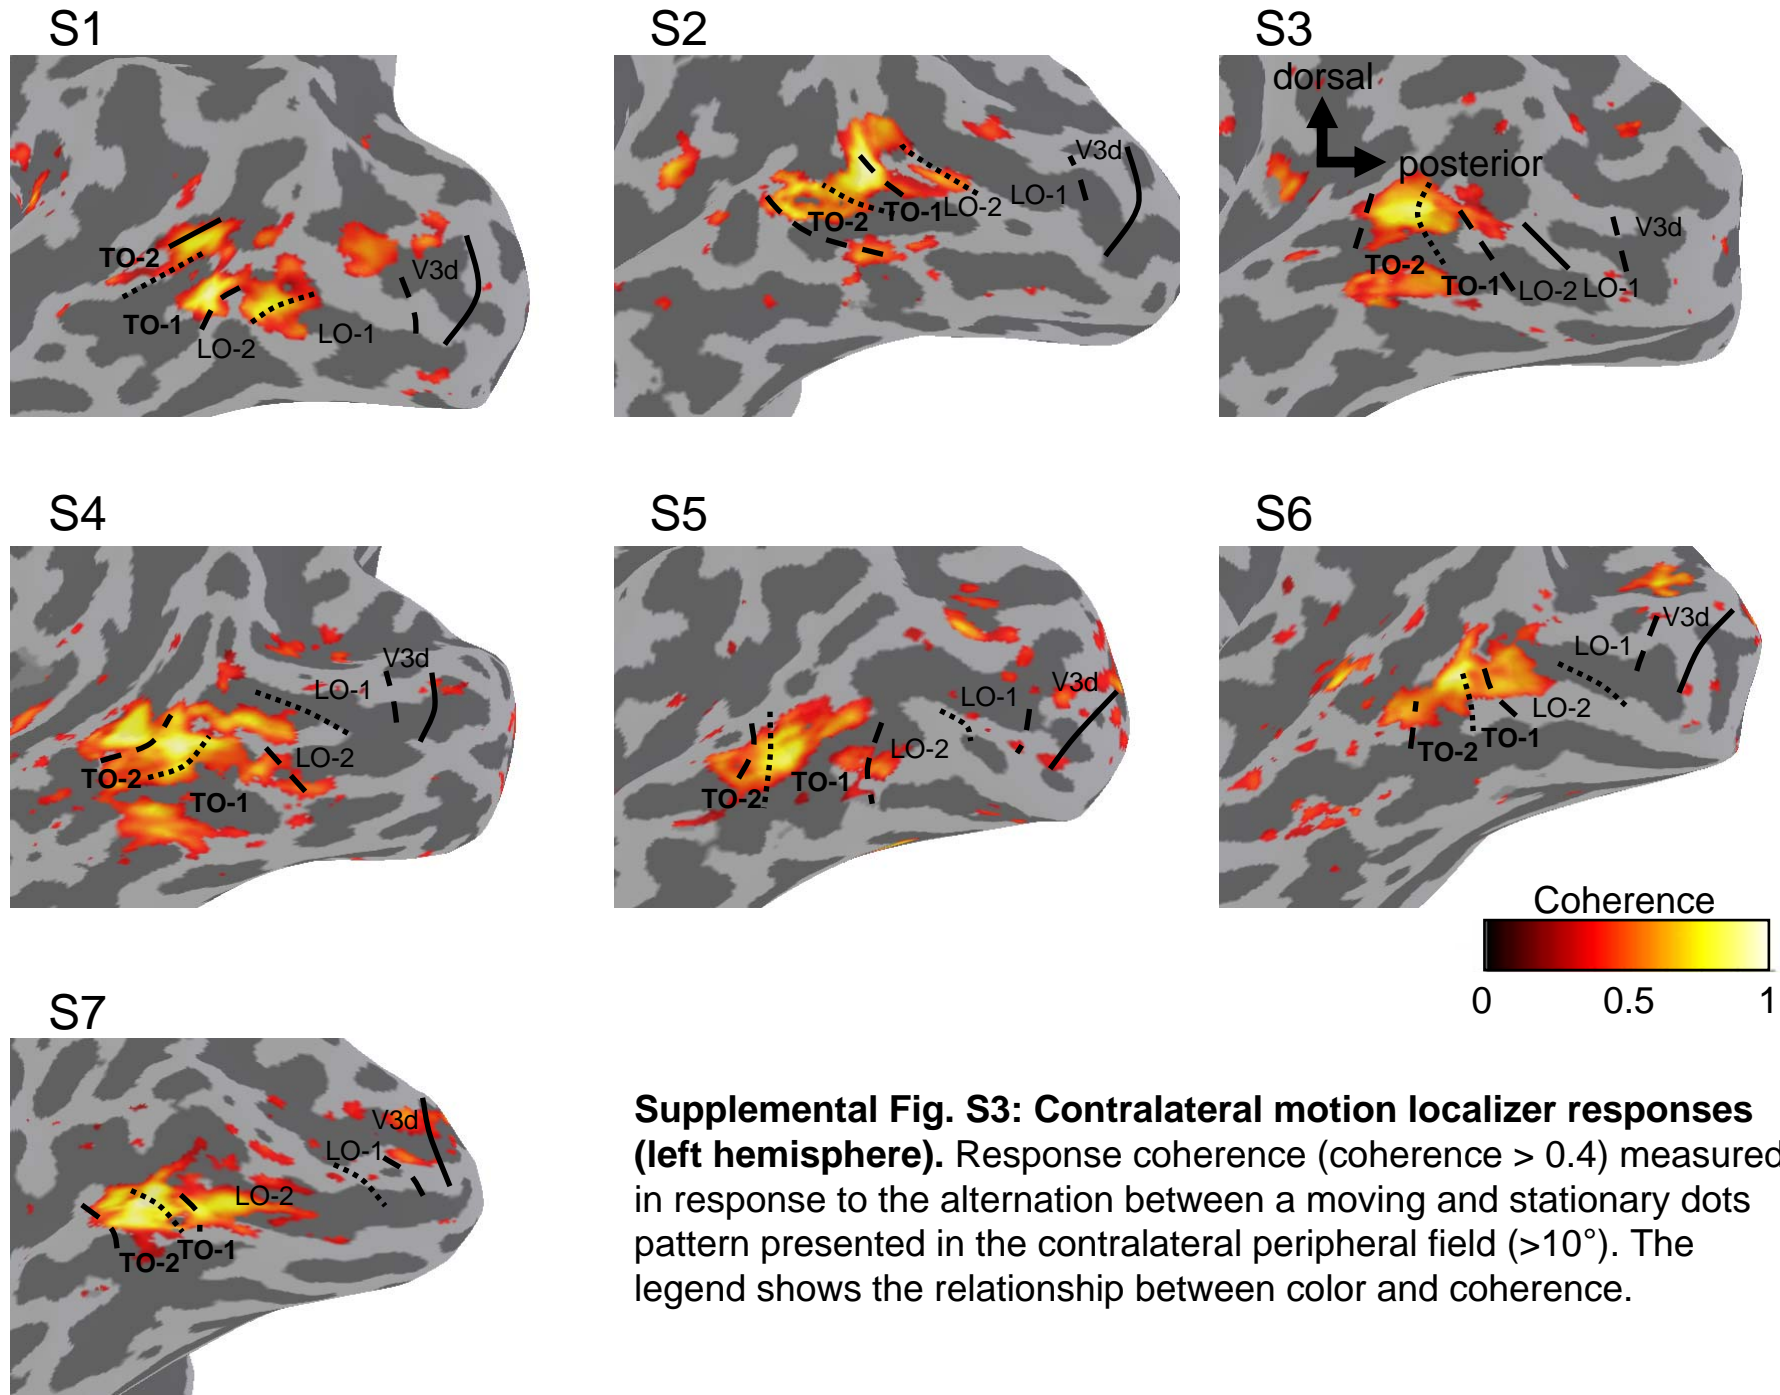 S1
S2
S3
TO-2
TO-1
LO-2
LO-1
V3d
TO-2
TO-1
LO-2
LO-1
V3d
dorsal
posterior
TO-2
TO-1
LO-2
LO-1
V3d
S4
S5
S6
TO-2
TO-1
LO-2
LO-1
V3d
TO-2
TO-1
LO-2
LO-1
V3d
TO-2
TO-1
LO-2
LO-1
V3d
Coherence
0 0.5 1
S7
TO-2
TO-1
LO-2
LO-1
V3d
Supplemental Fig. S3: Contralateral motion localizer responses
(left hemisphere). Response coherence (coherence > 0.4) measured
in response to the alternation between a moving and stationary dots
pattern presented in the contralateral peripheral field (>10°). The
legend shows the relationship between color and coherence.